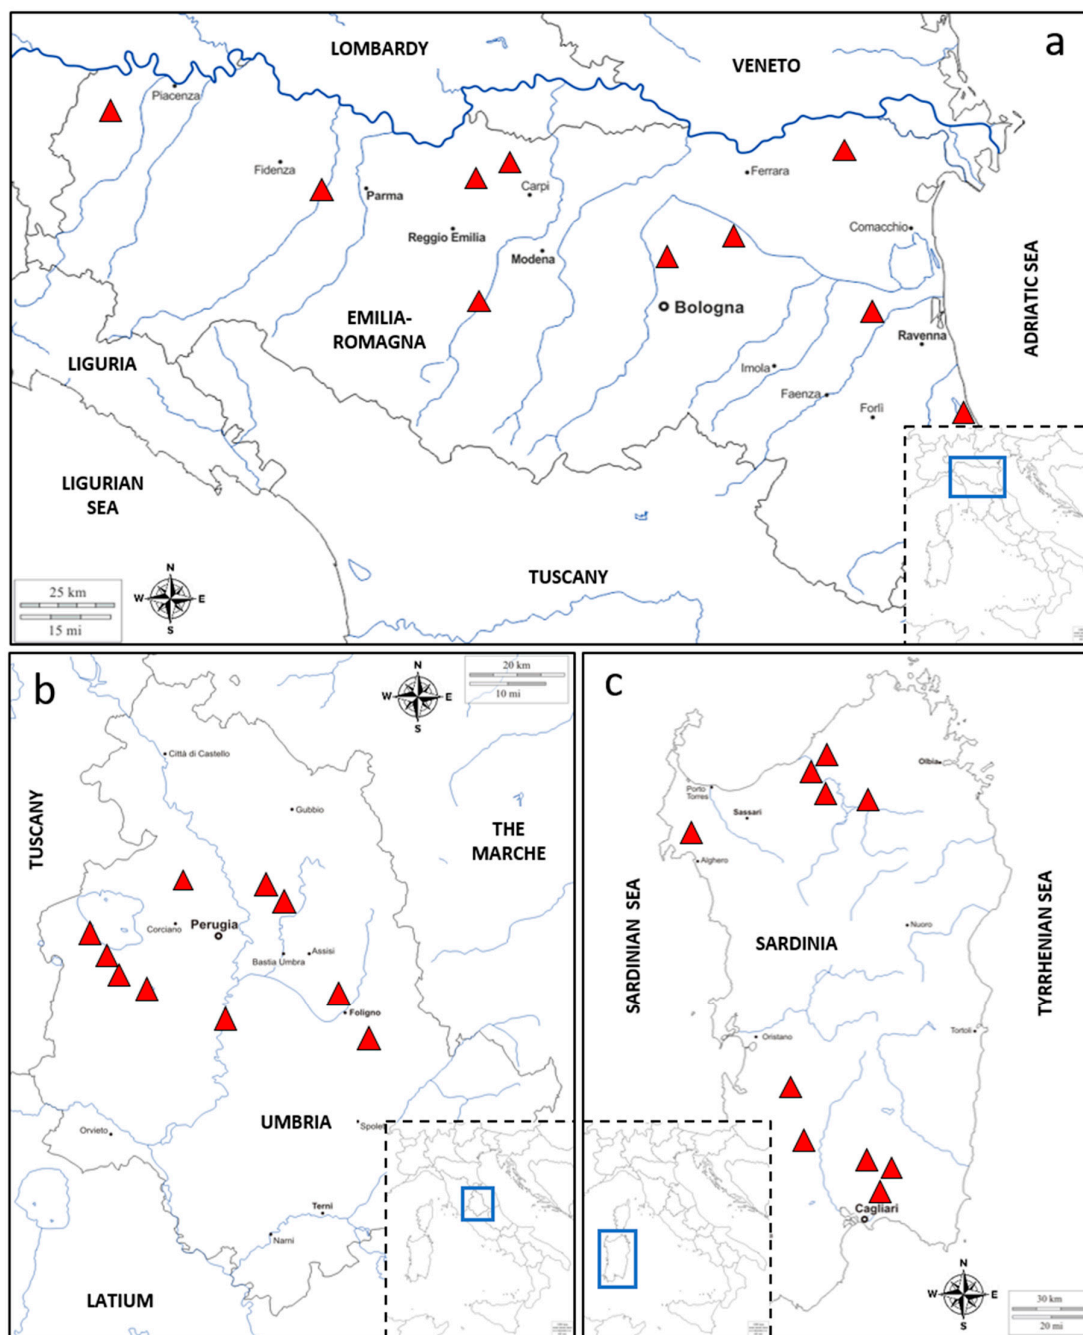 a
LOMBARDY
VENETO
Piacenza
Fidenza
Parma
Carpi
Ferrara
Reggio Emilia
Modena
Comacchio
Bologna
EMILIA-
ROMAGNA
LIGURIA
Ravenna
Imola
Faenza
Forlì
ADRIATIC SEA
LIGURIAN
SEA
TUSCANY
25 km
15 mi
N
W E
S
b
N
W E
S
20 km
10 mi
Città di Castello
Gubbio
TUSCANY
THE
MARCHE
Corciano
Perugia
Bastia Umbra
Assisi
Foligno
UMBRIA
Orvieto
Spolet
Terni
Narni
LATIUM
c
Olbia
Porto
Torres
Sassari
Alghero
SARDINIAN SEA
SARDINIA
Nuoro
TYRRHENIAN SEA
Oristano
Tortolì
Cagliari
N
W E
S
30 km
20 mi